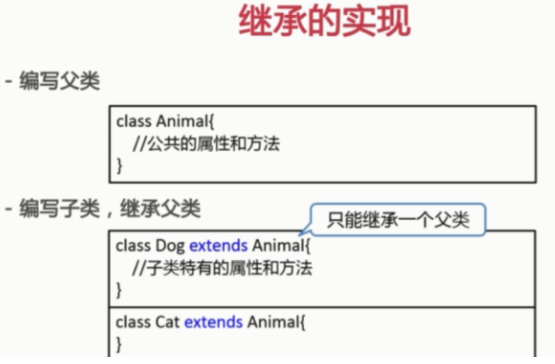 继承的实现
- 编写父类
class Animal{
//公共的属性和方法
}
- 编写子类，继承父类
只能继承一个父类
class Dog extends Animal{
//子类特有的属性和方法
}
class Cat extends Animal{
}